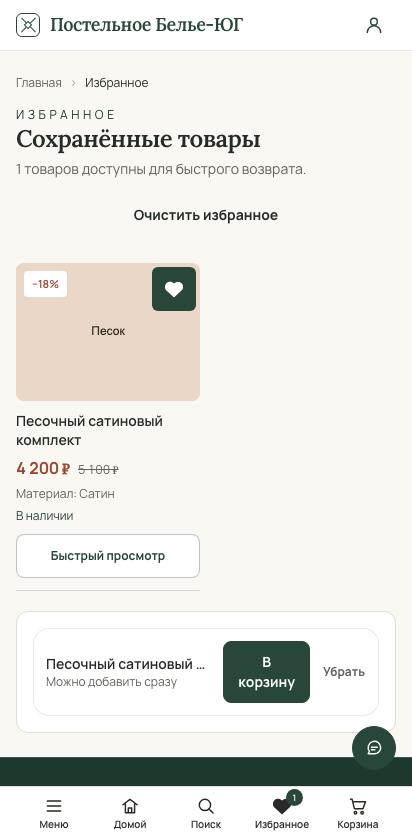 Постельное Белье-ЮГ
Главная > Избранное
ИЗБРАННОЕ
Сохранённые товары
1 товаров доступны для быстрого возврата.
Очистить избранное
−18%
Песок
Песочный сатиновый
комплект
4 200 ₽ 5 100 ₽
Материал: Сатин
В наличии
Быстрый просмотр
Песочный сатиновый ...
Можно добавить сразу
В
корзину
Убрать
1
Меню
Домой
Поиск
Избранное
Корзина